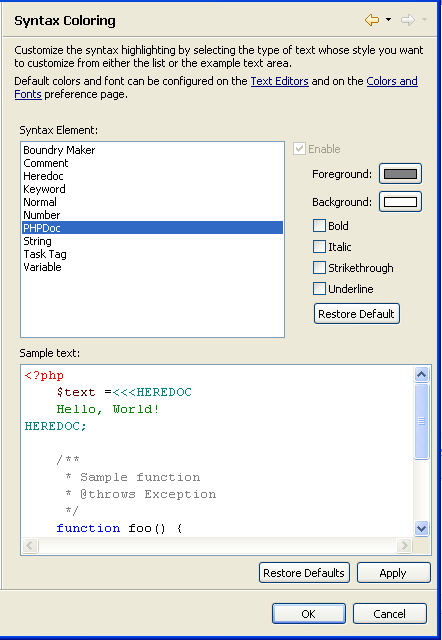 Syntax Coloring
Customize the syntax highlighting by selecting the type of text whose style you want
to customize from either the list or the example text area.
Default colors and font can be configured on the Text Editors and on the Colors and
Fonts preference page.
Syntax Element:
Boundry Maker
Comment
Heredoc
Keyword
Normal
Number
PHPDoc
String
Task Tag
Variable
Enable
Foreground:
Background:
Bold
Italic
Strikethrough
Underline
Restore Default
Sample text:
<?php
$text =<<<HEREDOC
Hello, World!
HEREDOC;
/**
* Sample function
* @throws Exception
*/
function foo() {
Restore Defaults
Apply
OK
Cancel